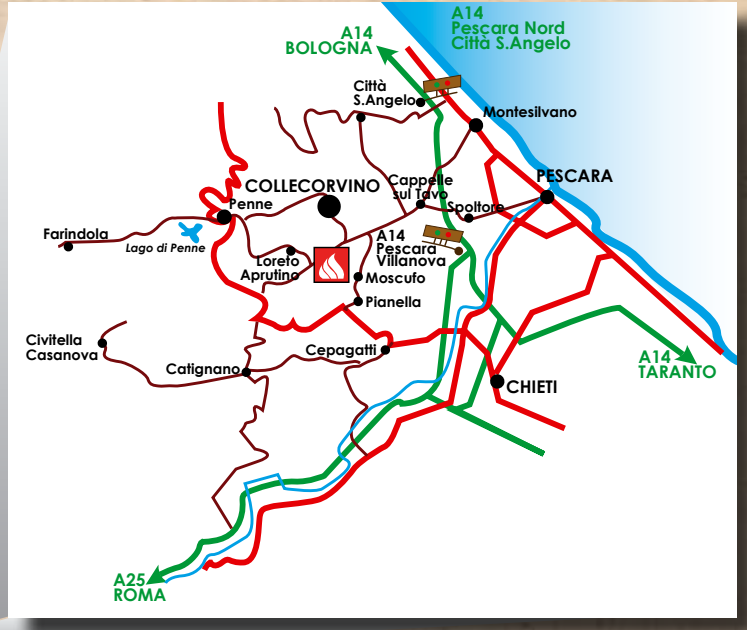 A14
Pescara Nord
Città S.Angelo
A14
BOLOGNA
Città
S.Angelo
Montesilvano
COLLECORVINO
Cappelle
sul Tavo
PESCARA
Penne
Spoltore
Farindola
Lago di Penne
Loreto
Aprutino
A14
Pescara
Villanova
Moscufo
Pianella
Civitella
Casanova
Catignano
Cepagatti
CHIETI
A14
TARANTO
A25
ROMA